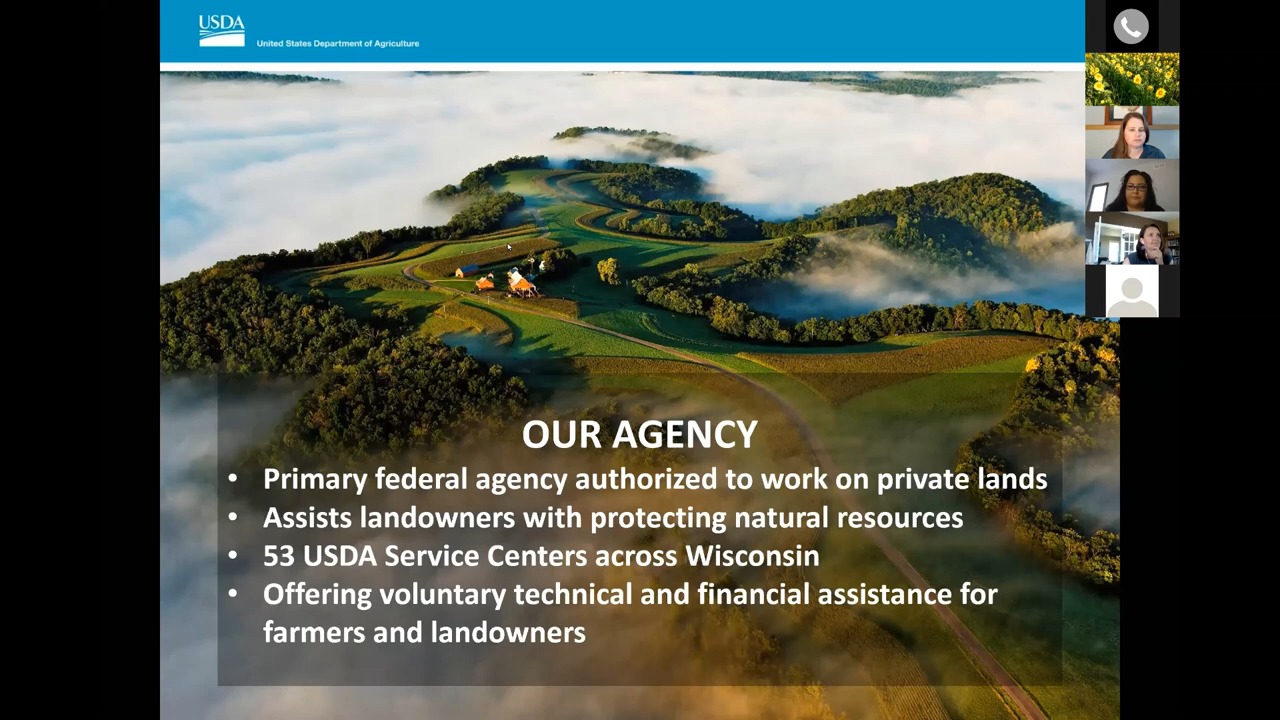 USDA
United States Department of Agriculture
OUR AGENCY
• Primary federal agency authorized to work on private lands
• Assists landowners with protecting natural resources
• 53 USDA Service Centers across Wisconsin
• Offering voluntary technical and financial assistance for
farmers and landowners